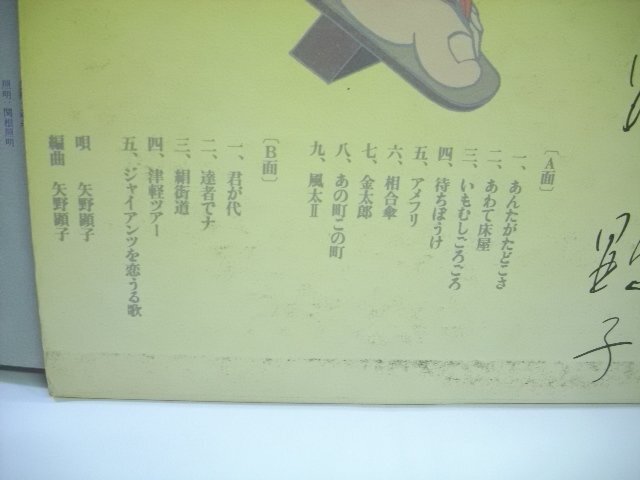 顕子
〔A面〕
一、あんたがたどこさ
二、あわて床屋
三、いもむしごろごろ
四、待ちぼうけ
五、アメフリ
六、相合傘
七、金太郎
八、あの町この町
九、風太Ⅱ
〔B面〕
一、君が代
二、達者でナ
三、絹街道
四、津軽ツアー
五、ジャイアンツを恋うる歌
唄 矢野顕子
編曲 矢野顕子
照明:関根照明